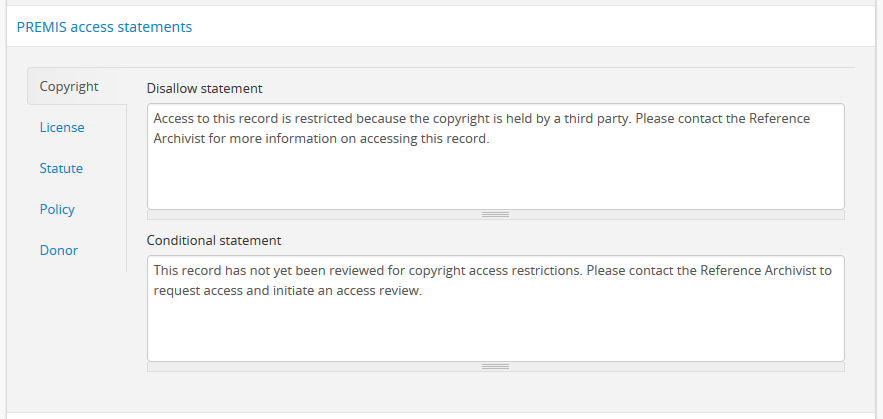 PREMIS access statements
Copyright
License
Statute
Policy
Donor
Disallow statement
Access to this record is restricted because the copyright is held by a third party. Please contact the Reference
Archivist for more information on accessing this record.
Conditional statement
This record has not yet been reviewed for copyright access restrictions. Please contact the Reference Archivist to
request access and initiate an access review.